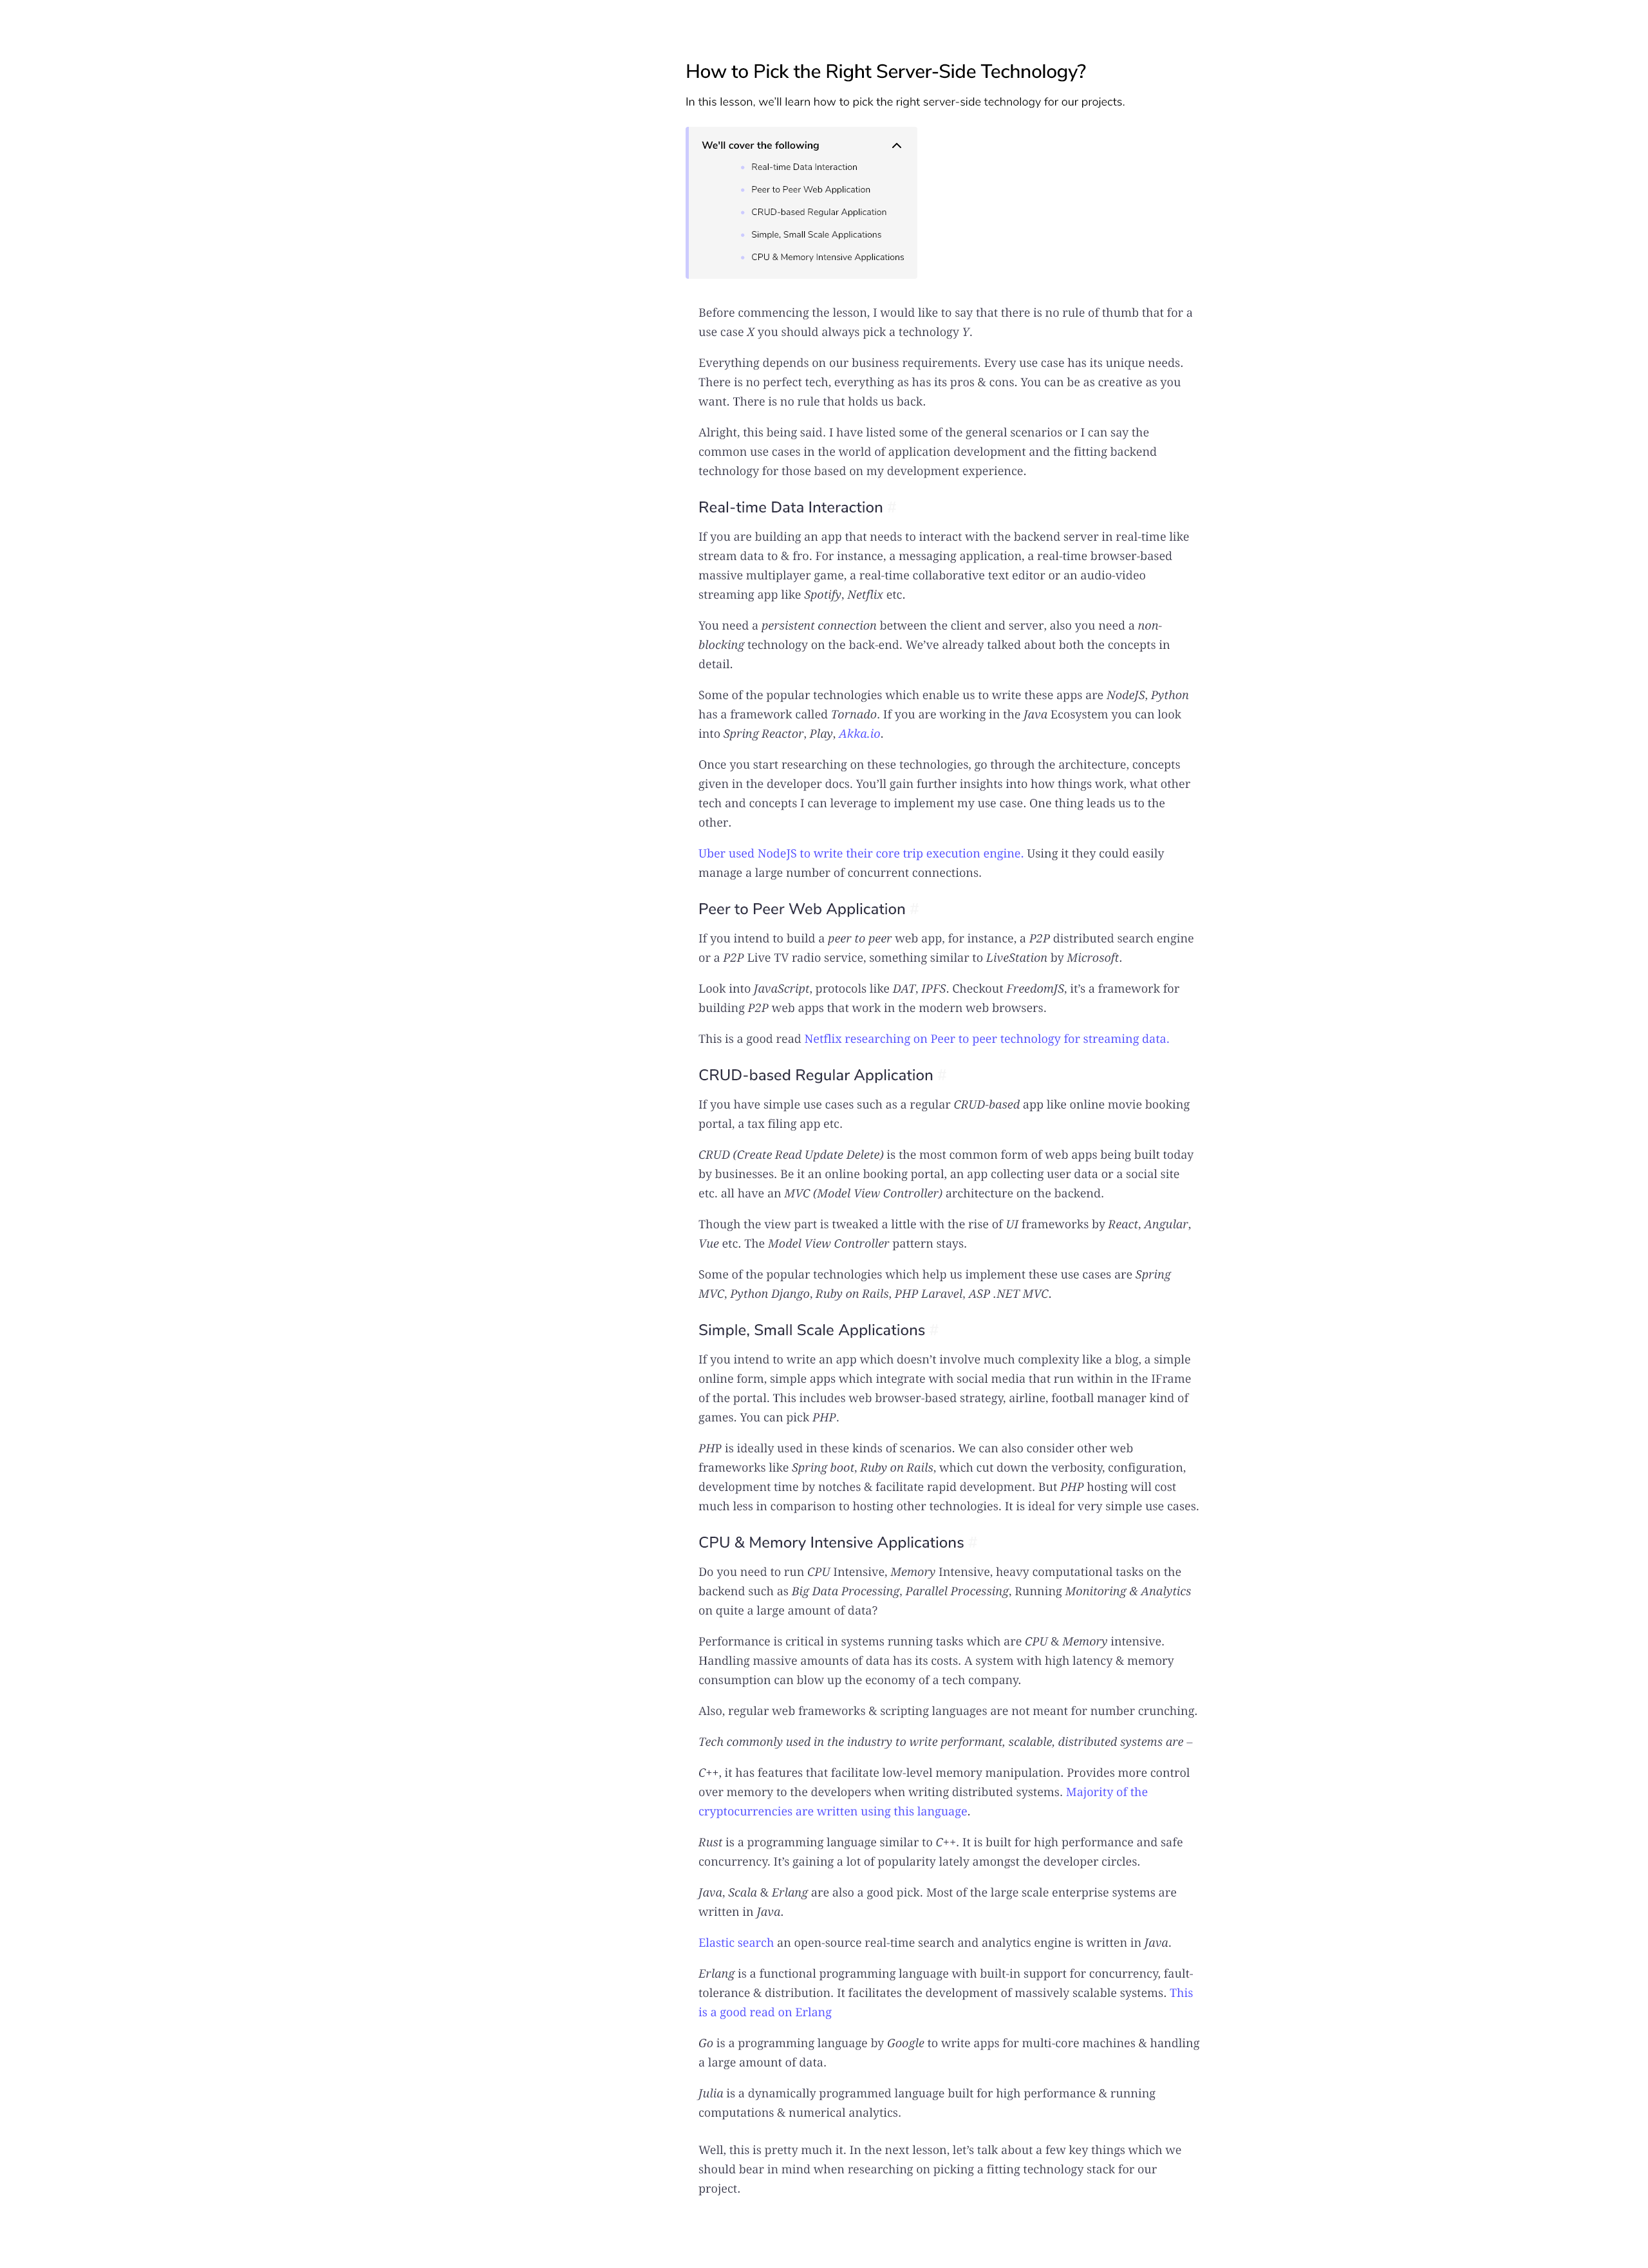 How to Pick the Right Server-Side Technology?
In this lesson, we'll learn how to pick the right server-side technology for our projects.
We'll cover the following
Real-time Data Interaction
Peer to Peer Web Application
CRUD-based Regular Application
Simple, Small Scale Applications
CPU & Memory Intensive Applications
Before commencing the lesson, I would like to say that there is no rule of thumb that for a
use case X you should always pick a technology Y.
Everything depends on our business requirements. Every use case has its unique needs.
There is no perfect tech, everything as has its pros & cons. You can be as creative as you
want. There is no rule that holds us back.
Alright, this being said. I have listed some of the general scenarios or I can say the
common use cases in the world of application development and the fitting backend
technology for those based on my development experience.
Real-time Data Interaction #
If you are building an app that needs to interact with the backend server in real-time like
stream data to & fro. For instance, a messaging application, a real-time browser-based
massive multiplayer game, a real-time collaborative text editor or an audio-video
streaming app like Spotify, Netflix etc.
You need a persistent connection between the client and server, also you need a non-
blocking technology on the back-end. We've already talked about both the concepts in
detail.
Some of the popular technologies which enable us to write these apps are NodeJS, Python
has a framework called Tornado. If you are working in the Java Ecosystem you can look
into Spring Reactor, Play, Akka.io.
Once you start researching on these technologies, go through the architecture, concepts
given in the developer docs. You'll gain further insights into how things work, what other
tech and concepts I can leverage to implement my use case. One thing leads us to the
other.
Uber used NodeJS to write their core trip execution engine. Using it they could easily
manage a large number of concurrent connections.
Peer to Peer Web Application #
If you intend to build a peer to peer web app, for instance, a P2P distributed search engine
or a P2P Live TV radio service, something similar to LiveStation by Microsoft.
Look into JavaScript, protocols like DAT, IPFS. Checkout FreedomJS, it's a framework for
building P2P web apps that work in the modern web browsers.
This is a good read Netflix researching on Peer to peer technology for streaming data.
CRUD-based Regular Application #
If you have simple use cases such as a regular CRUD-based app like online movie booking
portal, a tax filing app etc.
CRUD (Create Read Update Delete) is the most common form of web apps being built today
by businesses. Be it an online booking portal, an app collecting user data or a social site
etc. all have an MVC (Model View Controller) architecture on the backend.
Though the view part is tweaked a little with the rise of UI frameworks by React, Angular,
Vue etc. The Model View Controller pattern stays.
Some of the popular technologies which help us implement these use cases are Spring
MVC, Python Django, Ruby on Rails, PHP Laravel, ASP .NET MVC.
Simple, Small Scale Applications #
If you intend to write an app which doesn't involve much complexity like a blog, a simple
online form, simple apps which integrate with social media that run within in the IFrame
of the portal. This includes web browser-based strategy, airline, football manager kind of
games. You can pick PHP.
PHP is ideally used in these kinds of scenarios. We can also consider other web
frameworks like Spring boot, Ruby on Rails, which cut down the verbosity, configuration,
development time by notches & facilitate rapid development. But PHP hosting will cost
much less in comparison to hosting other technologies. It is ideal for very simple use cases.
CPU & Memory Intensive Applications #
Do you need to run CPU Intensive, Memory Intensive, heavy computational tasks on the
backend such as Big Data Processing, Parallel Processing, Running Monitoring & Analytics
on quite a large amount of data?
Performance is critical in systems running tasks which are CPU & Memory intensive.
Handling massive amounts of data has its costs. A system with high latency & memory
consumption can blow up the economy of a tech company.
Also, regular web frameworks & scripting languages are not meant for number crunching.
Tech commonly used in the industry to write performant, scalable, distributed systems are –
C++, it has features that facilitate low-level memory manipulation. Provides more control
over memory to the developers when writing distributed systems. Majority of the
cryptocurrencies are written using this language.
Rust is a programming language similar to C++. It is built for high performance and safe
concurrency. It's gaining a lot of popularity lately amongst the developer circles.
Java, Scala & Erlang are also a good pick. Most of the large scale enterprise systems are
written in Java.
Elastic search an open-source real-time search and analytics engine is written in Java.
Erlang is a functional programming language with built-in support for concurrency, fault-
tolerance & distribution. It facilitates the development of massively scalable systems. This
is a good read on Erlang
Go is a programming language by Google to write apps for multi-core machines & handling
a large amount of data.
Julia is a dynamically programmed language built for high performance & running
computations & numerical analytics.
Well, this is pretty much it. In the next lesson, let's talk about a few key things which we
should bear in mind when researching on picking a fitting technology stack for our
project.